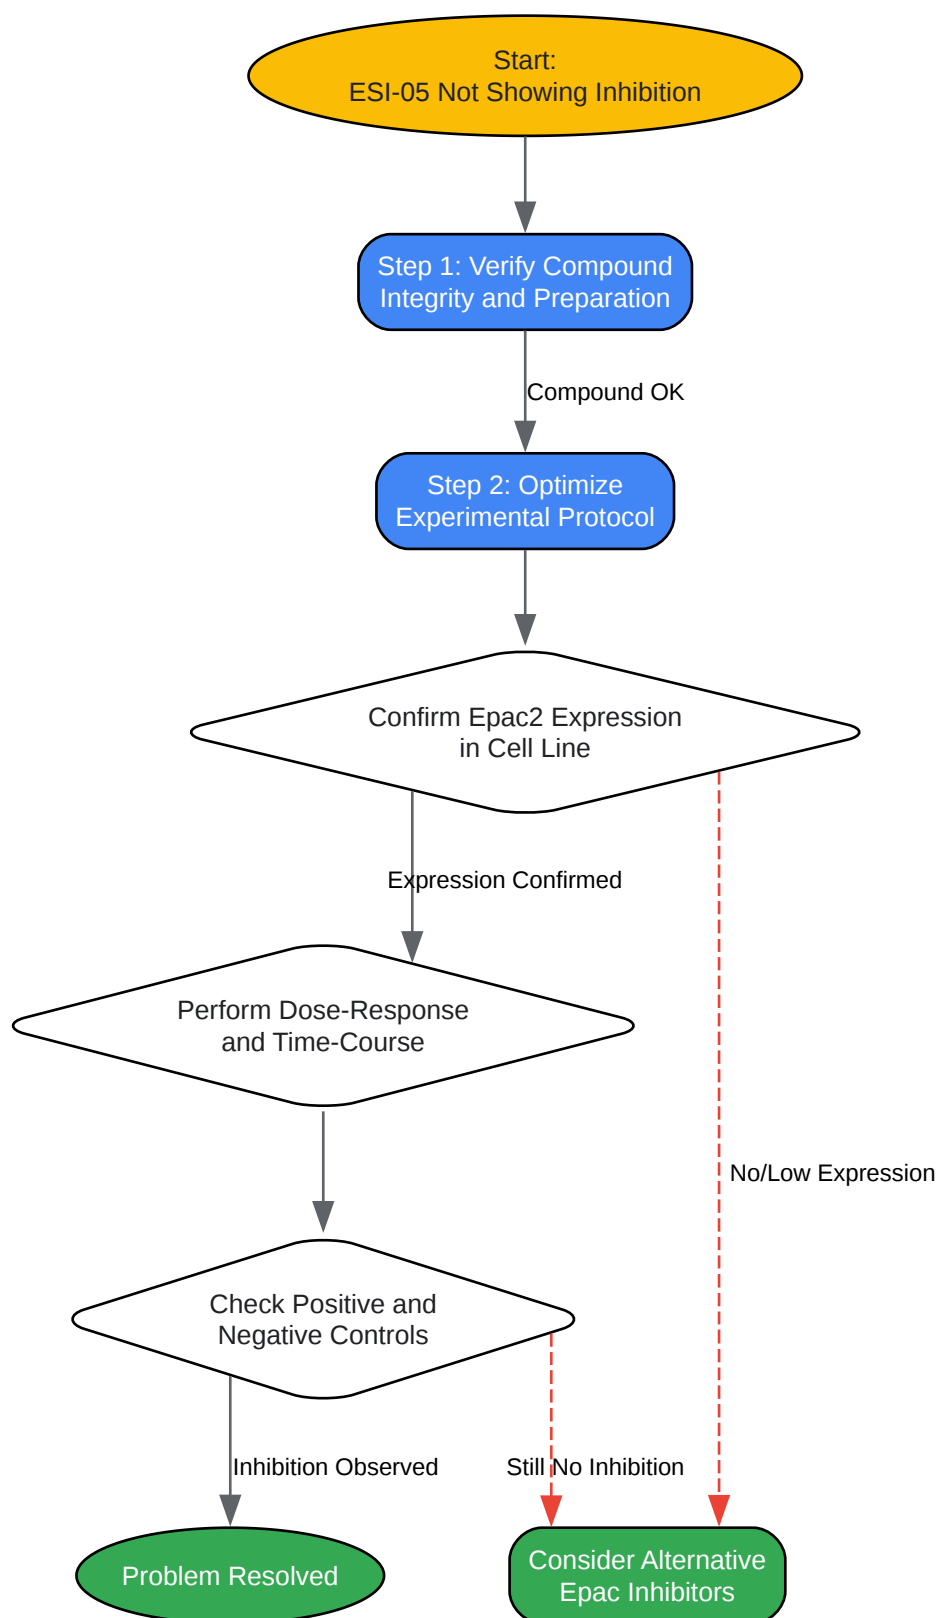 Start:
ESI-05 Not Showing Inhibition
Step 1: Verify Compound
Integrity and Preparation
Compound OK
Step 2: Optimize
Experimental Protocol
Confirm Epac2 Expression
in Cell Line
Expression Confirmed
Perform Dose-Response
and Time-Course
No/Low Expression
Check Positive and
Negative Controls
Inhibition Observed
Still No Inhibition
Problem Resolved
Consider Alternative
Epac Inhibitors